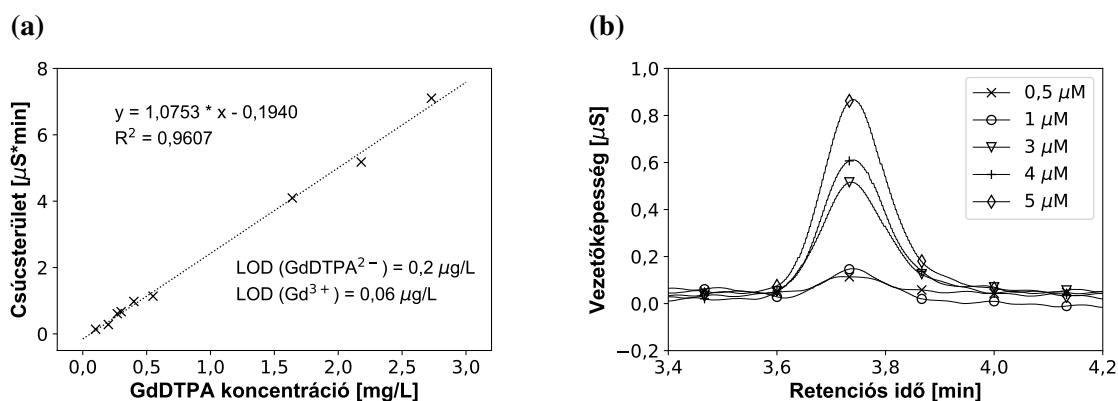 (a)
Csúcsterület [µS*min]
8
6
4
2
0
y = 1,0753 * x - 0,1940
R² = 0,9607
LOD (GdDTPA²⁻) = 0,2 µg/L
LOD (Gd³⁺) = 0,06 µg/L
0,0 0,5 1,0 1,5 2,0 2,5 3,0
GdDTPA koncentráció [mg/L]
(b)
Vezetőképesség [µS]
1,0
0,8
0,6
0,4
0,2
0,0
−0,2
0,5 µM
1 µM
3 µM
4 µM
5 µM
3,4 3,6 3,8 4,0 4,2
Retenciós idő [min]